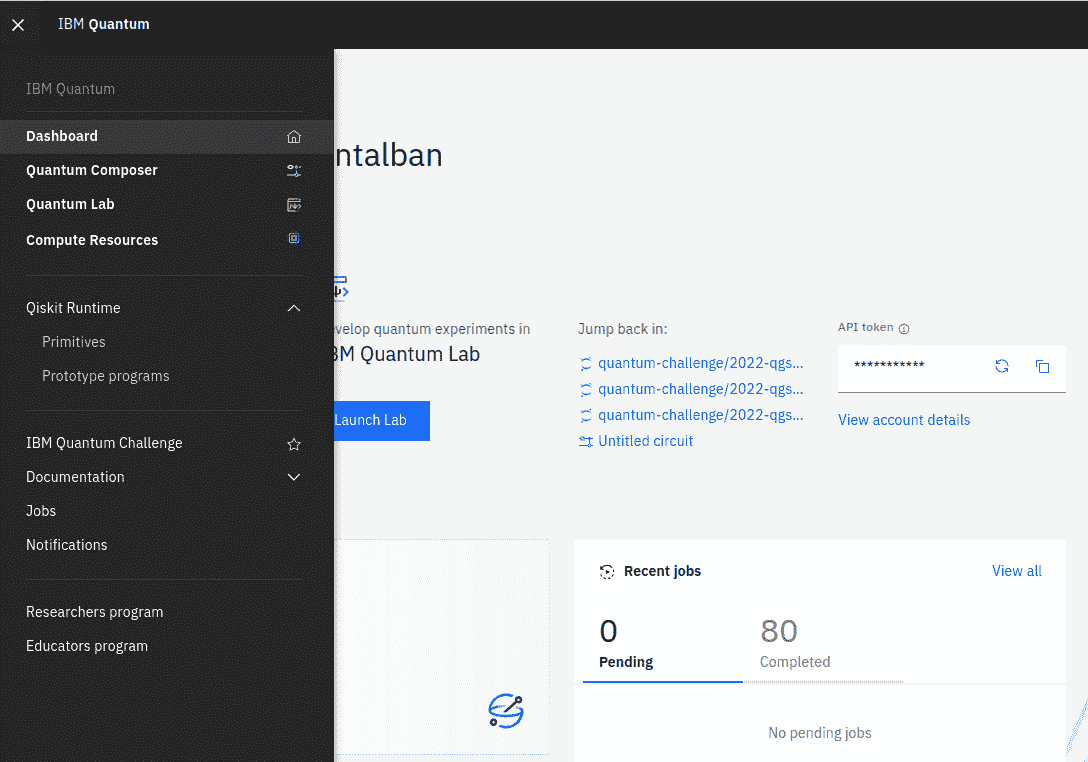 IBM Quantum
IBM Quantum
Dashboard
Quantum Composer
Quantum Lab
Compute Resources
Qiskit Runtime
Primitives
Prototype programs
IBM Quantum Challenge
Documentation
Jobs
Notifications
Researchers program
Educators program
ntalban
velop quantum experiments in
BM Quantum Lab
Launch Lab
Jump back in:
quantum-challenge/2022-qgs...
quantum-challenge/2022-qgs...
quantum-challenge/2022-qgs...
Untitled circuit
API token
***********
View account details
Recent jobs
View all
0
Pending
80
Completed
No pending jobs